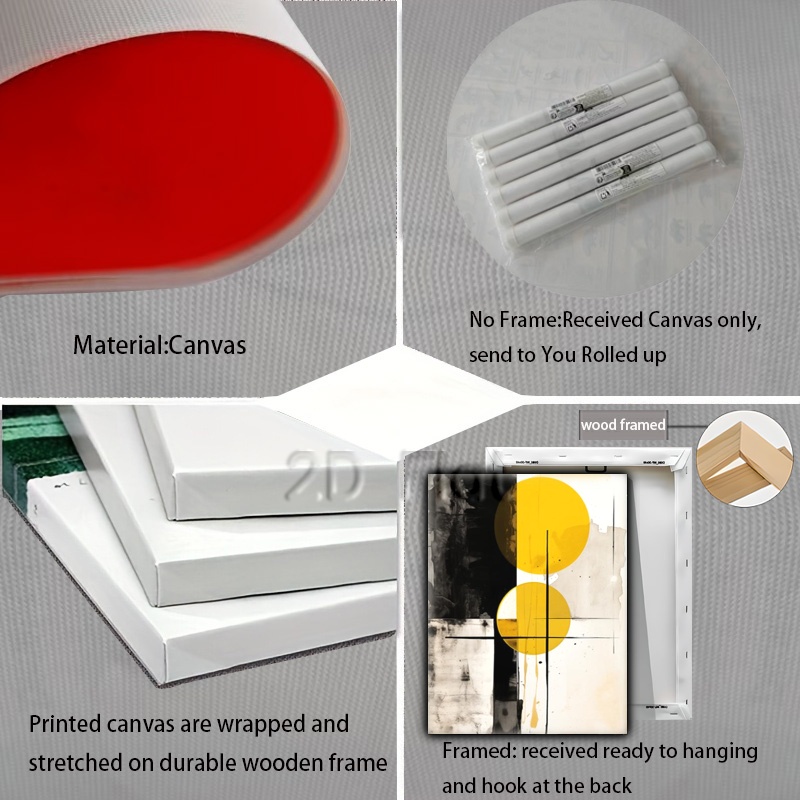 Material:Canvas
No Frame:Received Canvas only,
send to You Rolled up
wood framed
2D
Printed canvas are wrapped and
stretched on durable wooden frame
Framed: received ready to hanging
and hook at the back